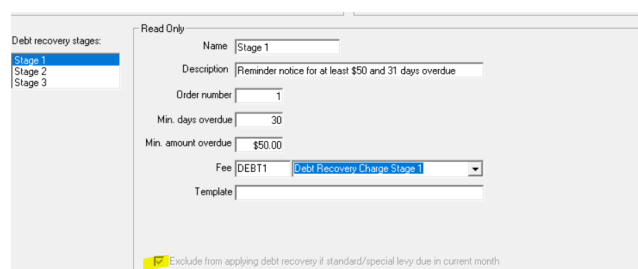 Read Only
Debt recovery stages:
Stage 1
Stage 2
Stage 3
Name Stage 1
Description Reminder notice for at least $50 and 31 days overdue
Order number 1
Min. days overdue 30
Min. amount overdue $50.00
Fee DEBT1 Debt Recovery Charge Stage 1
Template
Exclude from applying debt recovery if standard/special levy due in current month